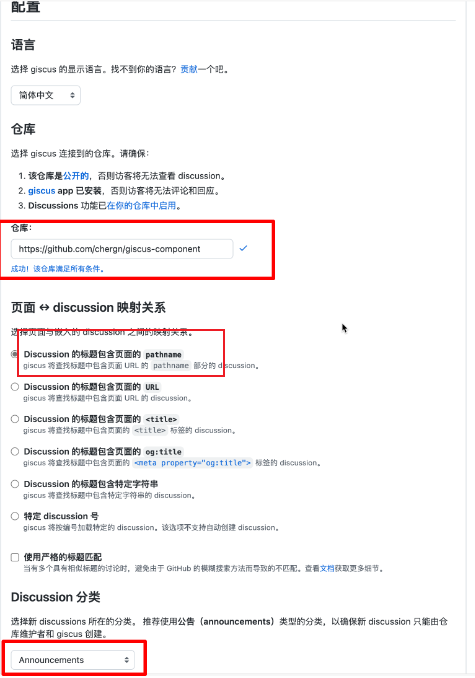 配置
语言
选择 giscus 的显示语言。找不到你的语言？贡献一个吧。
简体中文
仓库
选择 giscus 连接到的仓库。请确保：
1. 该仓库是公开的，否则访客将无法查看 discussion。
2. giscus app 已安装，否则访客将无法评论和回应。
3. Discussions 功能已在你的仓库中启用。
仓库：
https://github.com/chergn/giscus-component
成功！该仓库满足所有条件。
页面 ↔ discussion 映射关系
选择页面与嵌入的 discussion 之间的映射关系。
Discussion 的标题包含页面的 pathname
giscus 将查找标题中包含页面 URL 的 pathname 部分的 discussion。
Discussion 的标题包含页面的 URL
giscus 将查找标题中包含页面 URL 的 discussion。
Discussion 的标题包含页面的 <title>
giscus 将查找标题中包含页面的 <title> 标签的 discussion。
Discussion 的标题包含页面的 og:title
giscus 将查找标题中包含页面的 <meta property="og:title"> 标签的 discussion。
Discussion 的标题包含特定字符串
giscus 将查找标题中包含特定字符串的 discussion。
特定 discussion 号
giscus 将按编号加载特定的 discussion。该选项不支持自动创建 discussion。
使用严格的标题匹配
当有多个具有相似标题的讨论时，避免由于 GitHub 的模糊搜索方法而导致的不匹配。查看文档获取更多细节。
Discussion 分类
选择新 discussions 所在的分类。 推荐使用公告（announcements）类型的分类，以确保新 discussion 只能由仓
库维护者和 giscus 创建。
Announcements